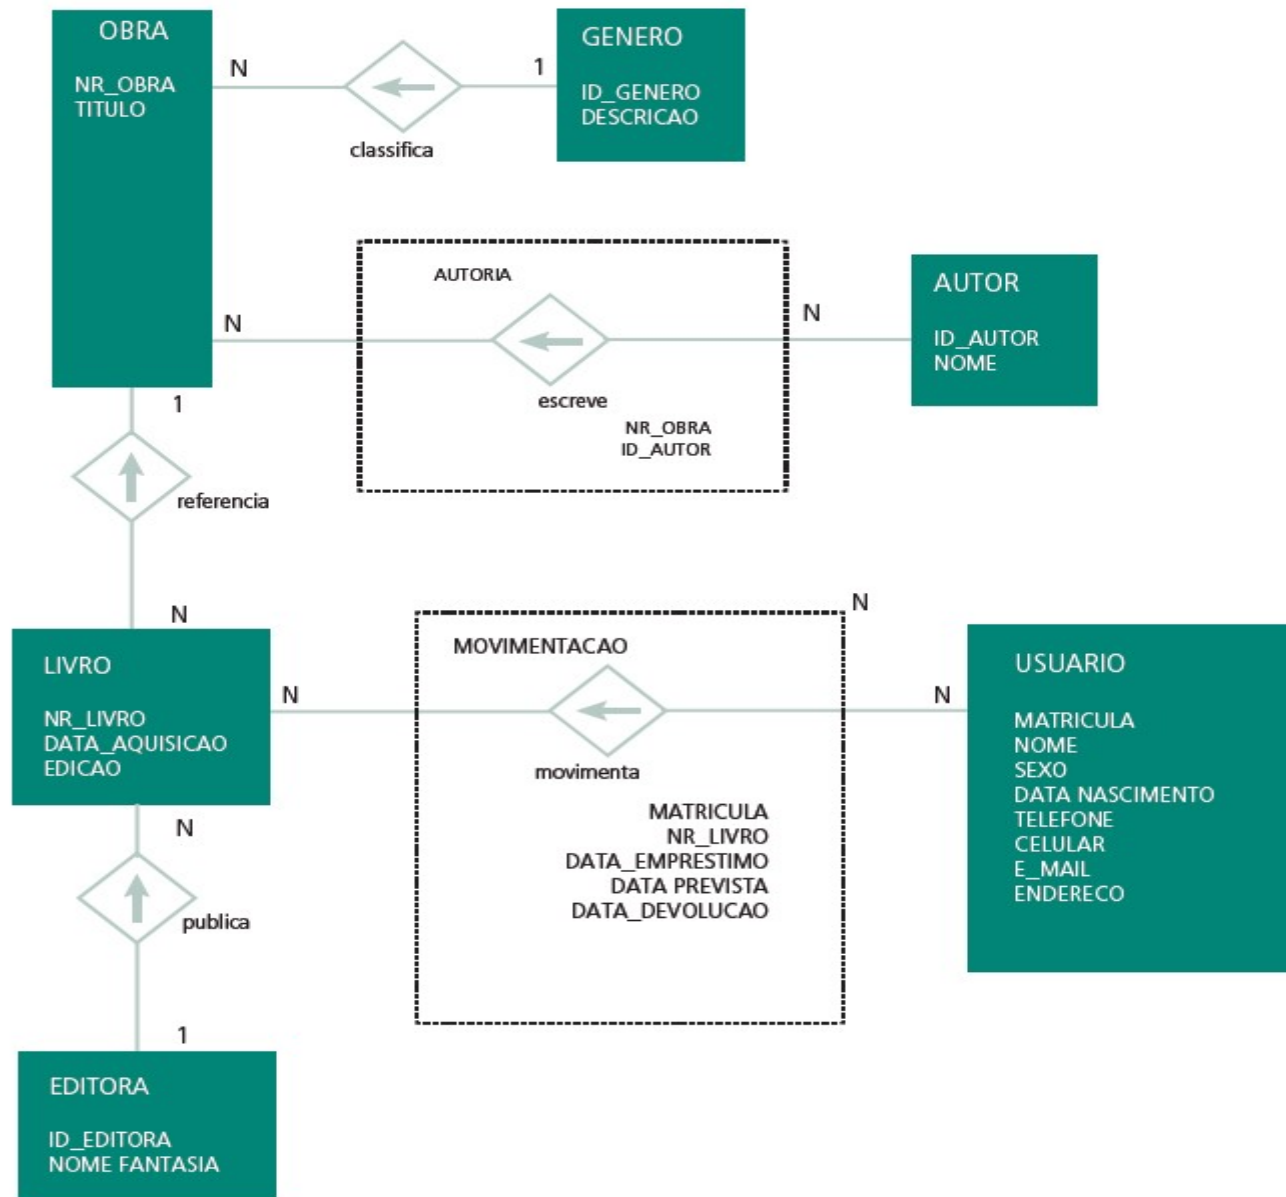 OBRA
NR_OBRA
TITULO
N
1
classifica
GENERO
ID_GENERO
DESCRICAO
AUTORIA
N
N
escreve
NR_OBRA
ID_AUTOR
AUTOR
ID_AUTOR
NOME
1
referencia
N
LIVRO
NR_LIVRO
DATA_AQUISICAO
EDICAO
N
MOVIMENTACAO
N
N
movimenta
MATRICULA
NR_LIVRO
DATA_EMPRESTIMO
DATA PREVISTA
DATA_DEVOLUCAO
USUARIO
MATRICULA
NOME
SEXO
DATA NASCIMENTO
TELEFONE
CELULAR
E_MAIL
ENDERECO
N
publica
1
EDITORA
ID_EDITORA
NOME FANTASIA